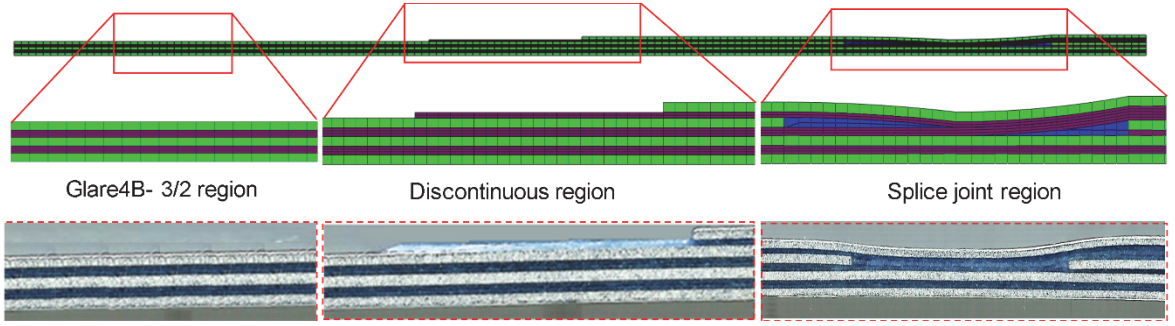 Glare4B- 3/2 region
Discontinuous region
Splice joint region